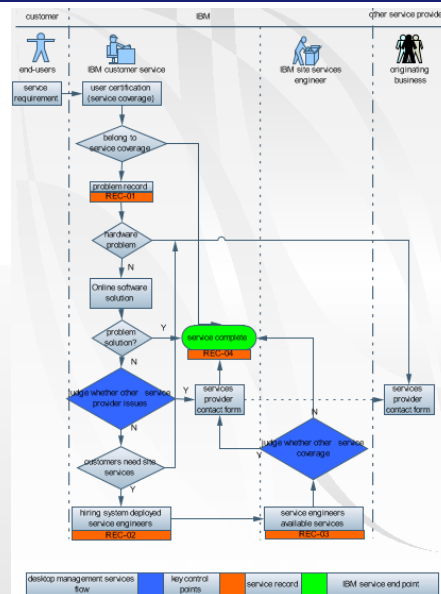 customer
IBM
other service provide
end-users
IBM customer service
IBM site services
engineer
originating
business
service
requirement
user certification
(service coverage)
belong to
service coverage
problem record
REC-01
hardware
problem
N
Online software
solution
problem
solution?
Y
service complete
REC-04
N
judge whether other service
provider issues
Y
services
provider
contact form
services
provider
contact form
N
judge whether other service
coverage
Y
N
customers need site
services
Y
hiring system deployed
service engineers
REC-02
service engineers
available services
REC-03
desktop management services
flow
key control
points
service record
IBM service end point